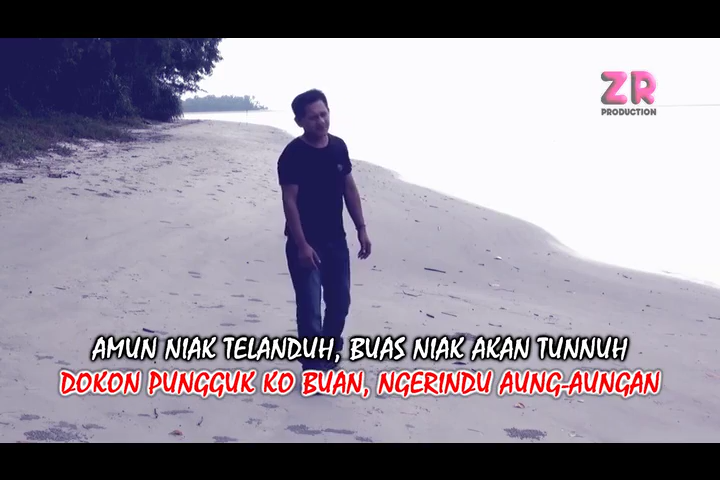 ZR
PRODUCTION
AMUN NIAK TELANDUH, BUAS NIAK AKAN TUNNUH
DOKON PUNGGUK KO BUAN, NGERINDU AUNG-AUNGAN